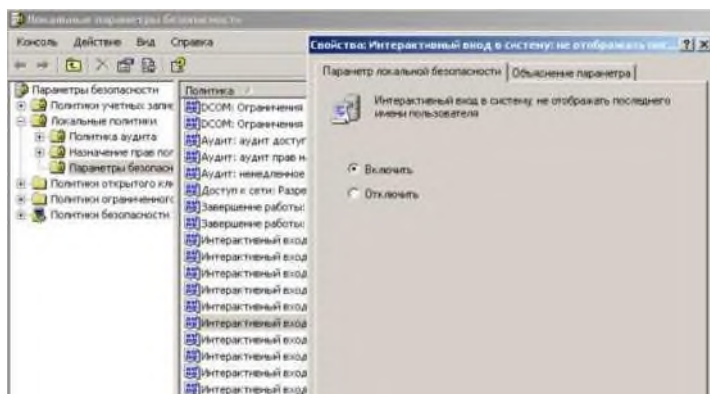 Локальные параметры безопасности
Консоль Действие Вид Справка
Параметры безопасности
Политики учетных запис
Локальные политики
Политика аудита
Назначение прав пол
Параметры безопасн
Политики открытого клю
Политики ограниченного
Политики безопасности
Политика /
DCOM: Ограничения
DCOM: Ограничения
Аудит: аудит доступ
Аудит: аудит прав н
Аудит: немедленное
Доступ к сети: Разре
Завершение работы:
Завершение работы:
Интерактивный вход
Интерактивный вход
Интерактивный вход
Интерактивный вход
Интерактивный вход
Интерактивный вход
Интерактивный вход
Интерактивный вход
Интерактивный вход
Интерактивный вход
Свойства: Интерактивный вход в систему: не отображать пос...
Параметр локальной безопасности Объяснение параметра
Интерактивный вход в систему: не отображать последнего
имени пользователя
Включить
Отключить